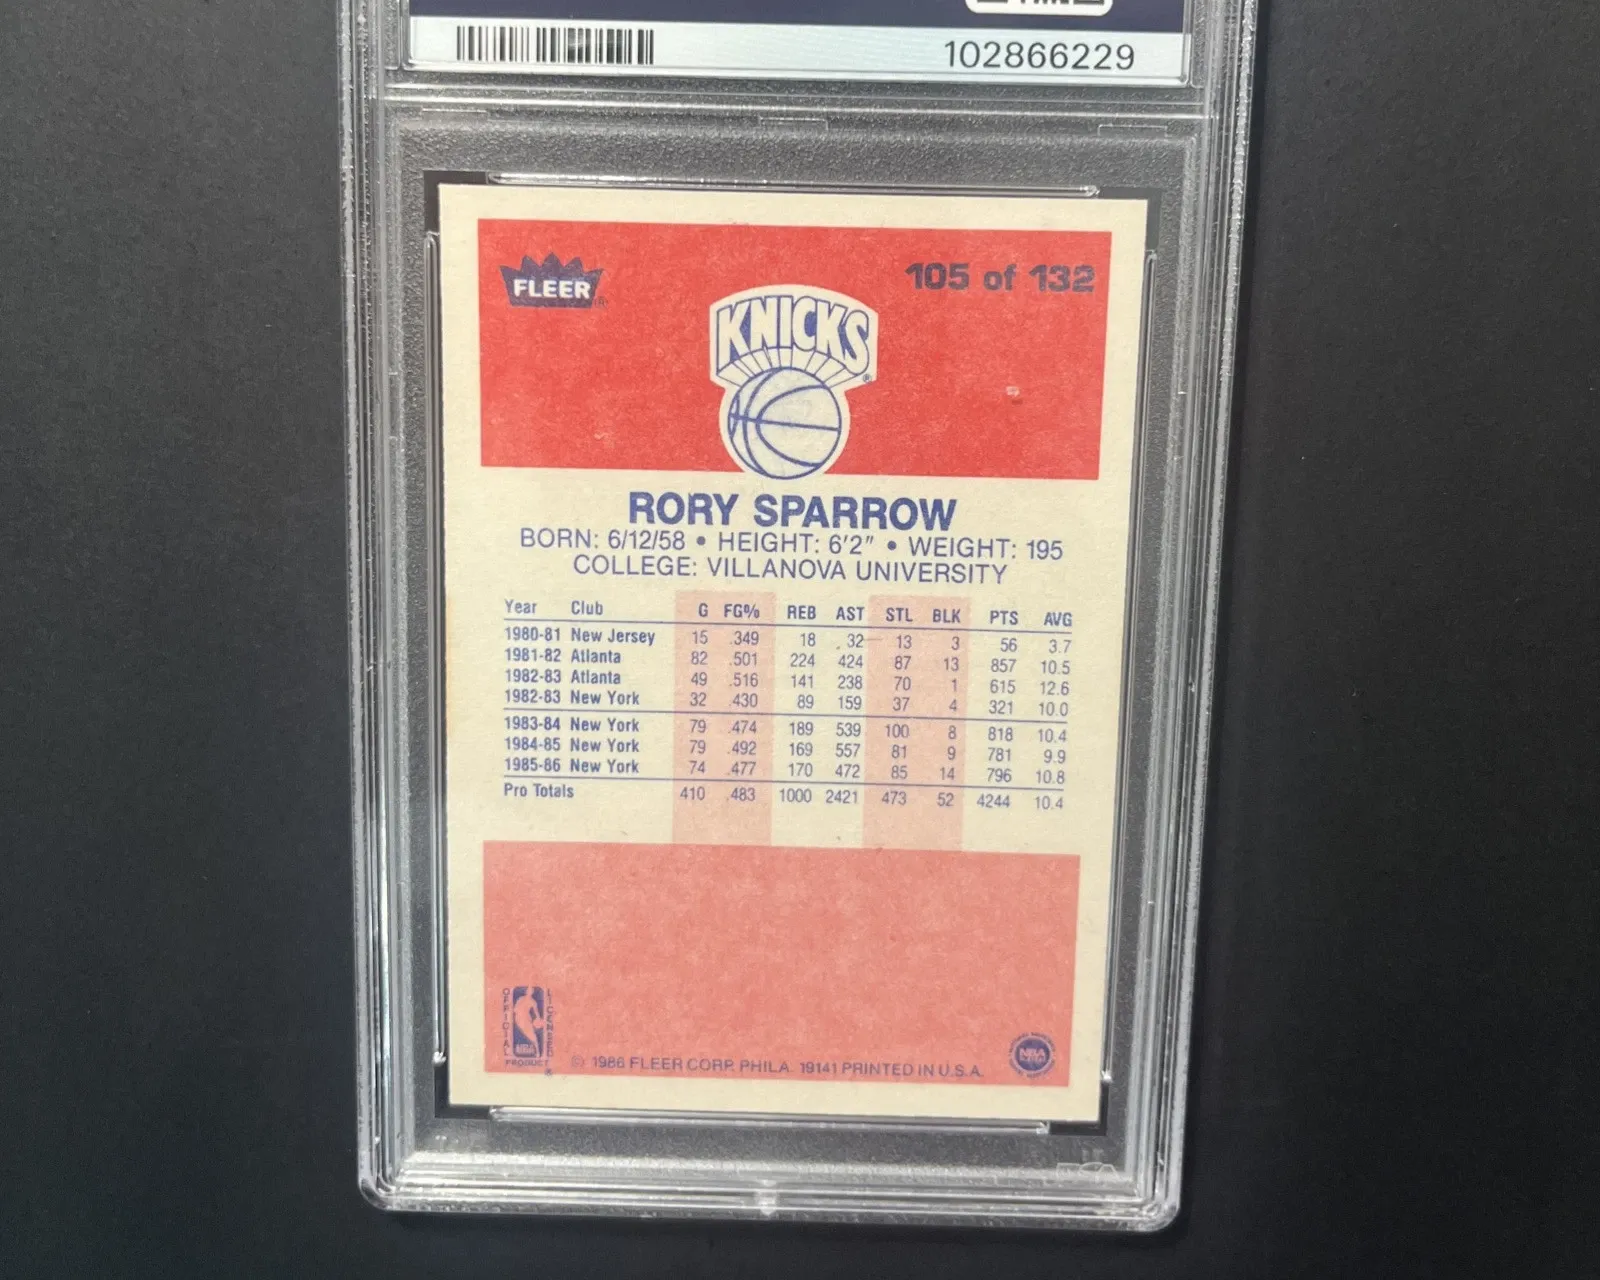 102866229
FLEER
105 of 132
KNICKS
RORY SPARROW
BORN: 6/12/58 • HEIGHT: 6'2" • WEIGHT: 195
COLLEGE: VILLANOVA UNIVERSITY
Year Club G FG% REB AST STL BLK PTS AVG
1980-81 New Jersey 15 .349 18 32 13 3 56 3.7
1981-82 Atlanta 82 .501 224 424 87 13 857 10.5
1982-83 Atlanta 49 .516 141 238 70 1 615 12.6
1982-83 New York 32 .430 89 159 37 4 321 10.0
1983-84 New York 79 .474 189 539 100 8 818 10.4
1984-85 New York 79 .492 169 557 81 9 781 9.9
1985-86 New York 74 .477 170 472 85 14 796 10.8
Pro Totals 410 .483 1000 2421 473 52 4244 10.4
OFFICIAL LICENSED
NBA
PRODUCT
© 1986 FLEER CORP. PHILA. 19141 PRINTED IN U.S.A.
NBA
PSA